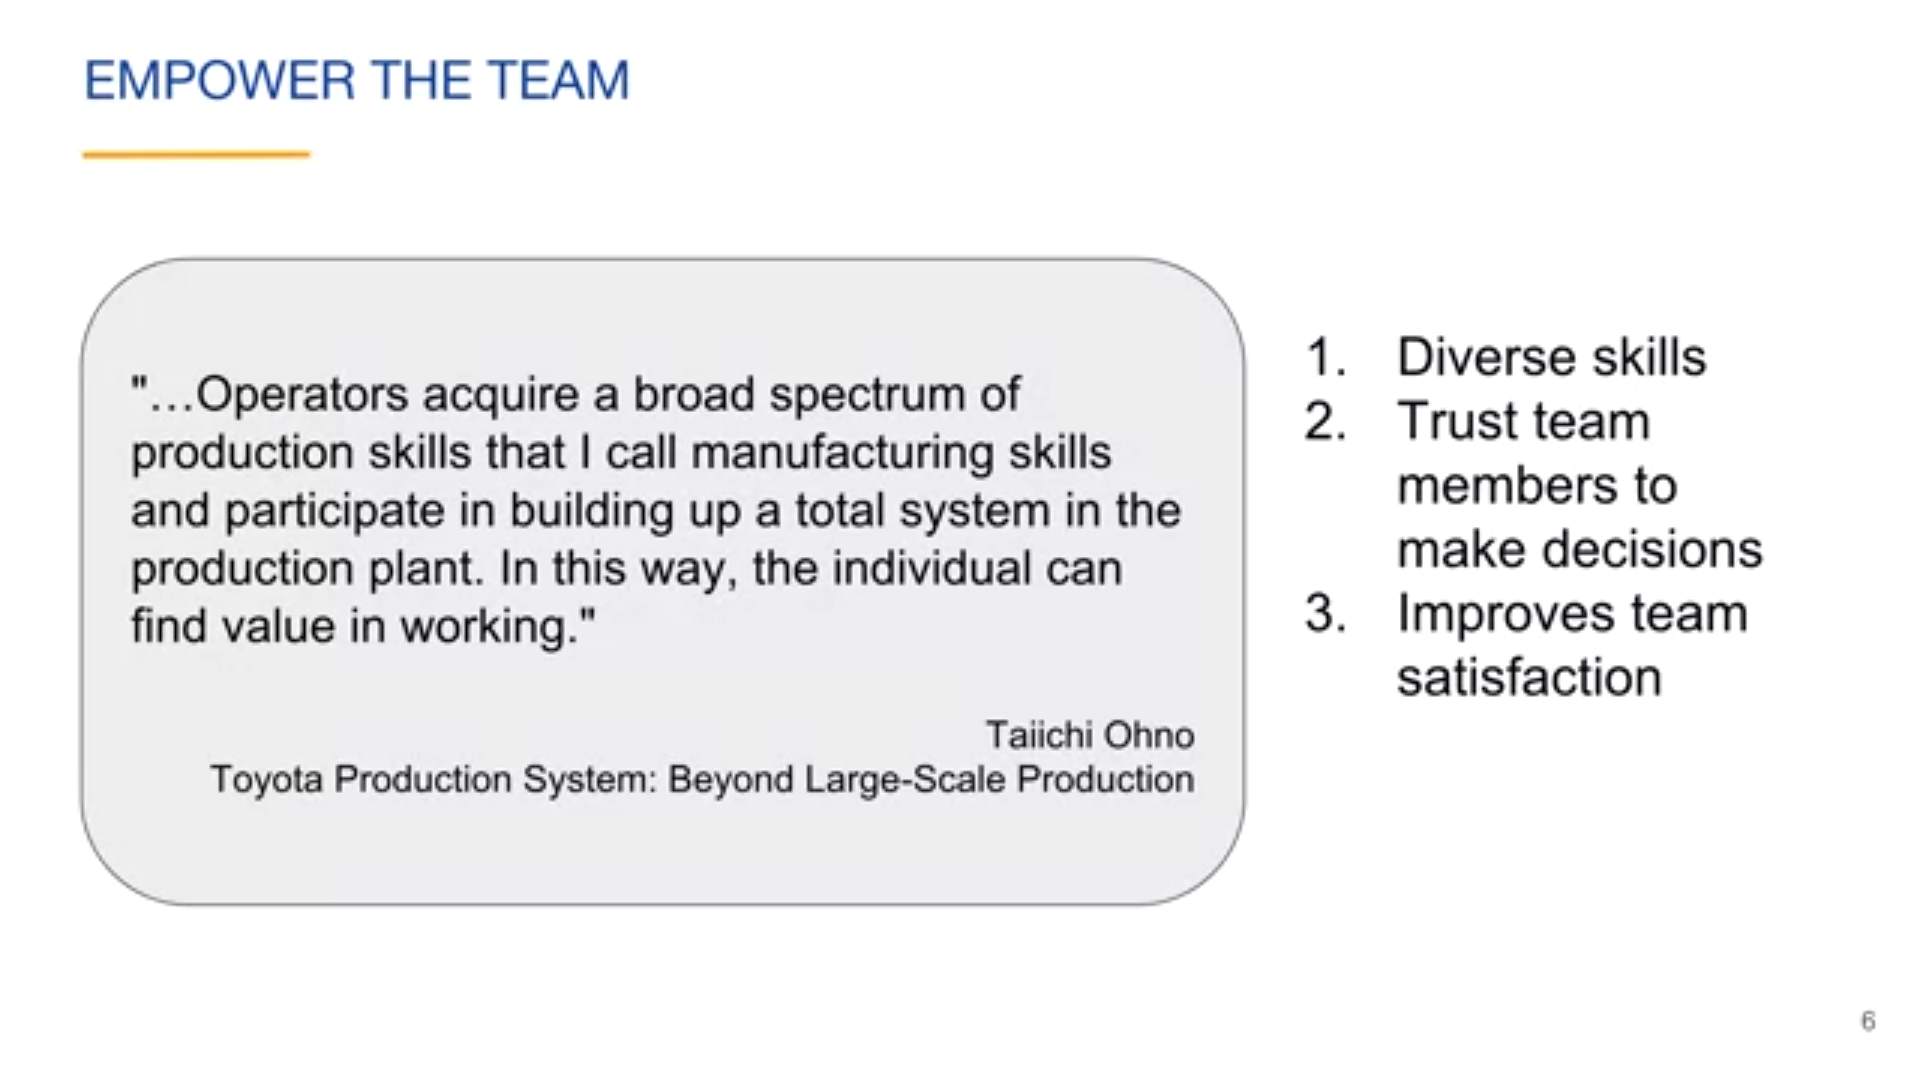 EMPOWER THE TEAM
"…Operators acquire a broad spectrum of
production skills that I call manufacturing skills
and participate in building up a total system in the
production plant. In this way, the individual can
find value in working."
Taiichi Ohno
Toyota Production System: Beyond Large-Scale Production
1. Diverse skills
2. Trust team
members to
make decisions
3. Improves team
satisfaction
6